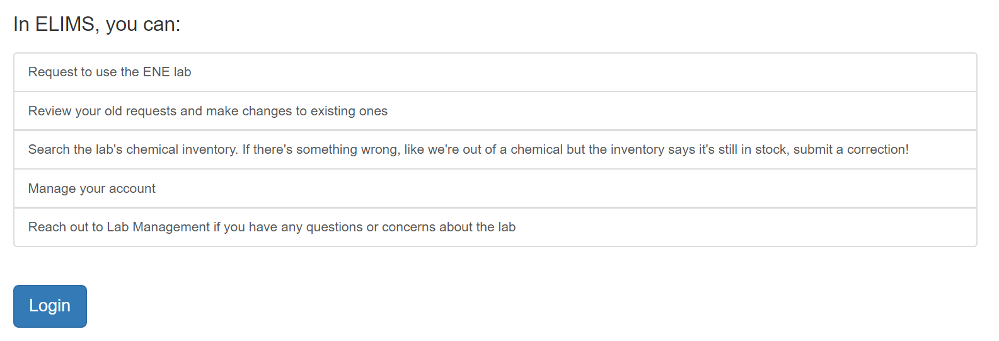 In ELIMS, you can:
Request to use the ENE lab
Review your old requests and make changes to existing ones
Search the lab's chemical inventory. If there's something wrong, like we're out of a chemical but the inventory says it's still in stock, submit a correction!
Manage your account
Reach out to Lab Management if you have any questions or concerns about the lab
Login